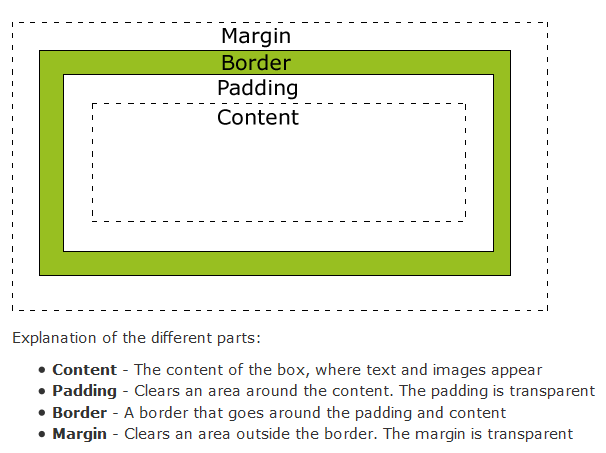 Margin
Border
Padding
Content
Explanation of the different parts:
Content - The content of the box, where text and images appear
Padding - Clears an area around the content. The padding is transparent
Border - A border that goes around the padding and content
Margin - Clears an area outside the border. The margin is transparent